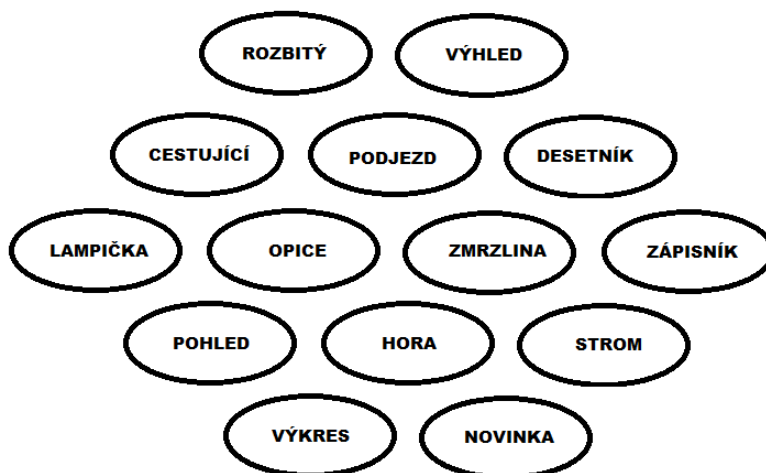 ROZBITÝ VÝHLED
CESTUJÍCÍ PODJEZD DESETNÍK
LAMPIČKA OPICE ZMRZLINA ZÁPISNÍK
POHLED HORA STROM
VÝKRES NOVINKA